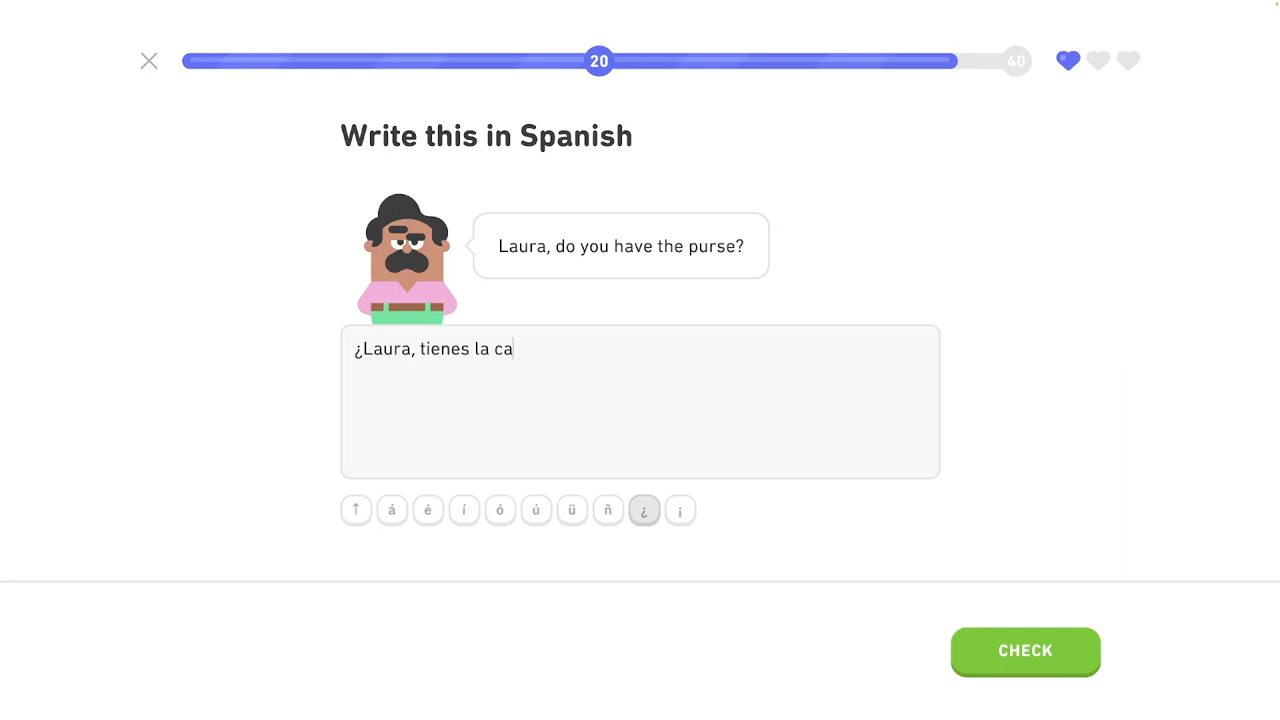 20
40
Write this in Spanish
Laura, do you have the purse?
¿Laura, tienes la ca
↑ á é í ó ú ü ñ ¿ ¡
CHECK